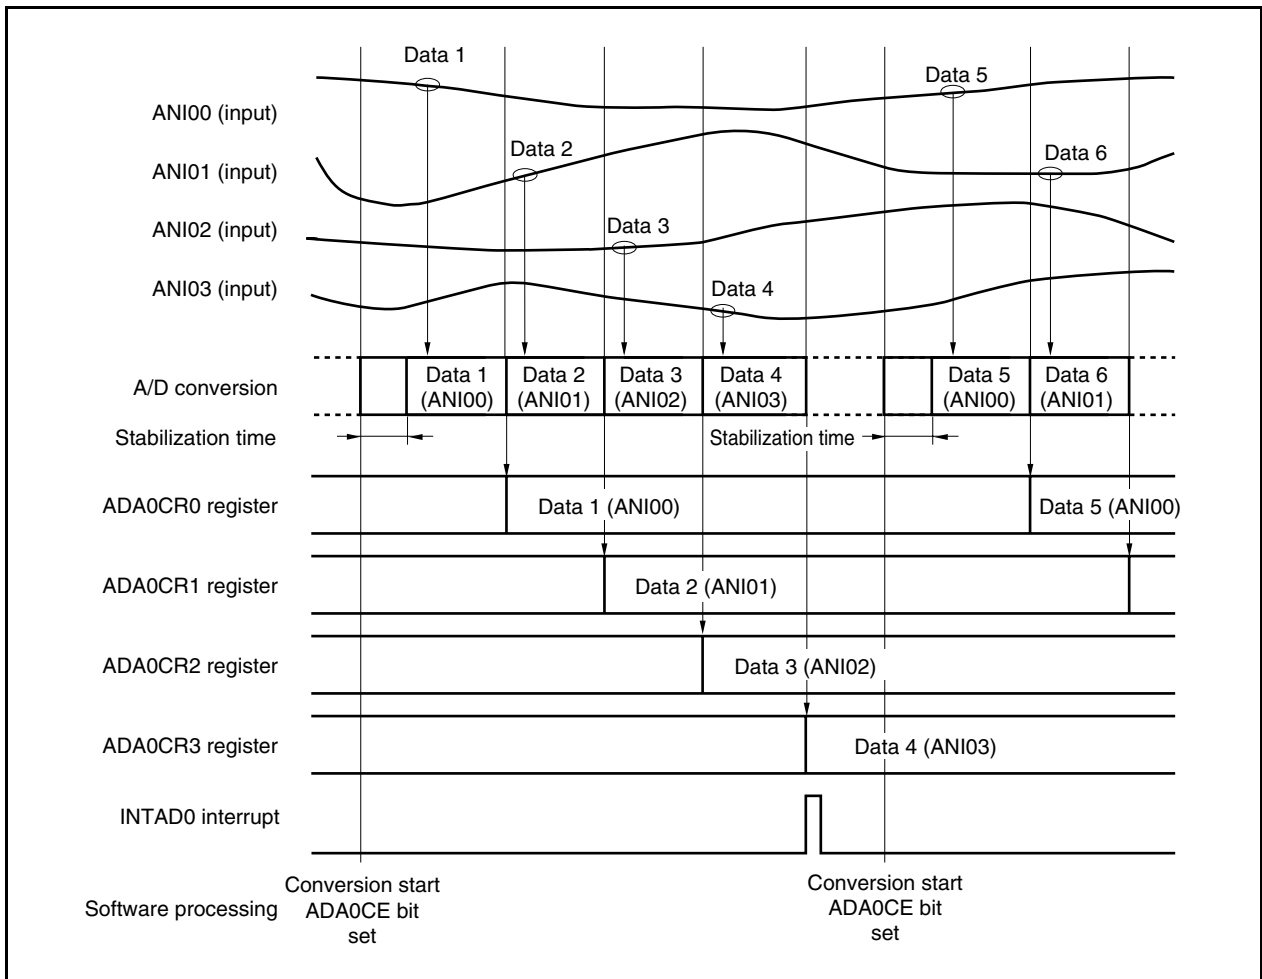 Data 1
Data 5
ANI00 (input)
Data 2
Data 6
ANI01 (input)
Data 3
ANI02 (input)
Data 4
ANI03 (input)
A/D conversion
Data 1
(ANI00)
Data 2
(ANI01)
Data 3
(ANI02)
Data 4
(ANI03)
Data 5
(ANI00)
Data 6
(ANI01)
Stabilization time
Stabilization time
ADA0CR0 register
Data 1 (ANI00)
Data 5 (ANI00)
ADA0CR1 register
Data 2 (ANI01)
ADA0CR2 register
Data 3 (ANI02)
ADA0CR3 register
Data 4 (ANI03)
INTAD0 interrupt
Software processing
Conversion start
ADA0CE bit
set
Conversion start
ADA0CE bit
set